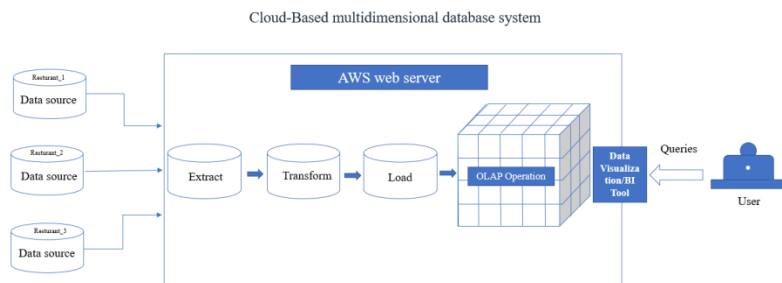 Cloud-Based multidimensional database system
AWS web server
Resturant_1
Data source
Resturant_2
Data source
Resturant_3
Data source
Extract
Transform
Load
OLAP Operation
Data
Visualiza
tion/BI
Tool
Queries
User